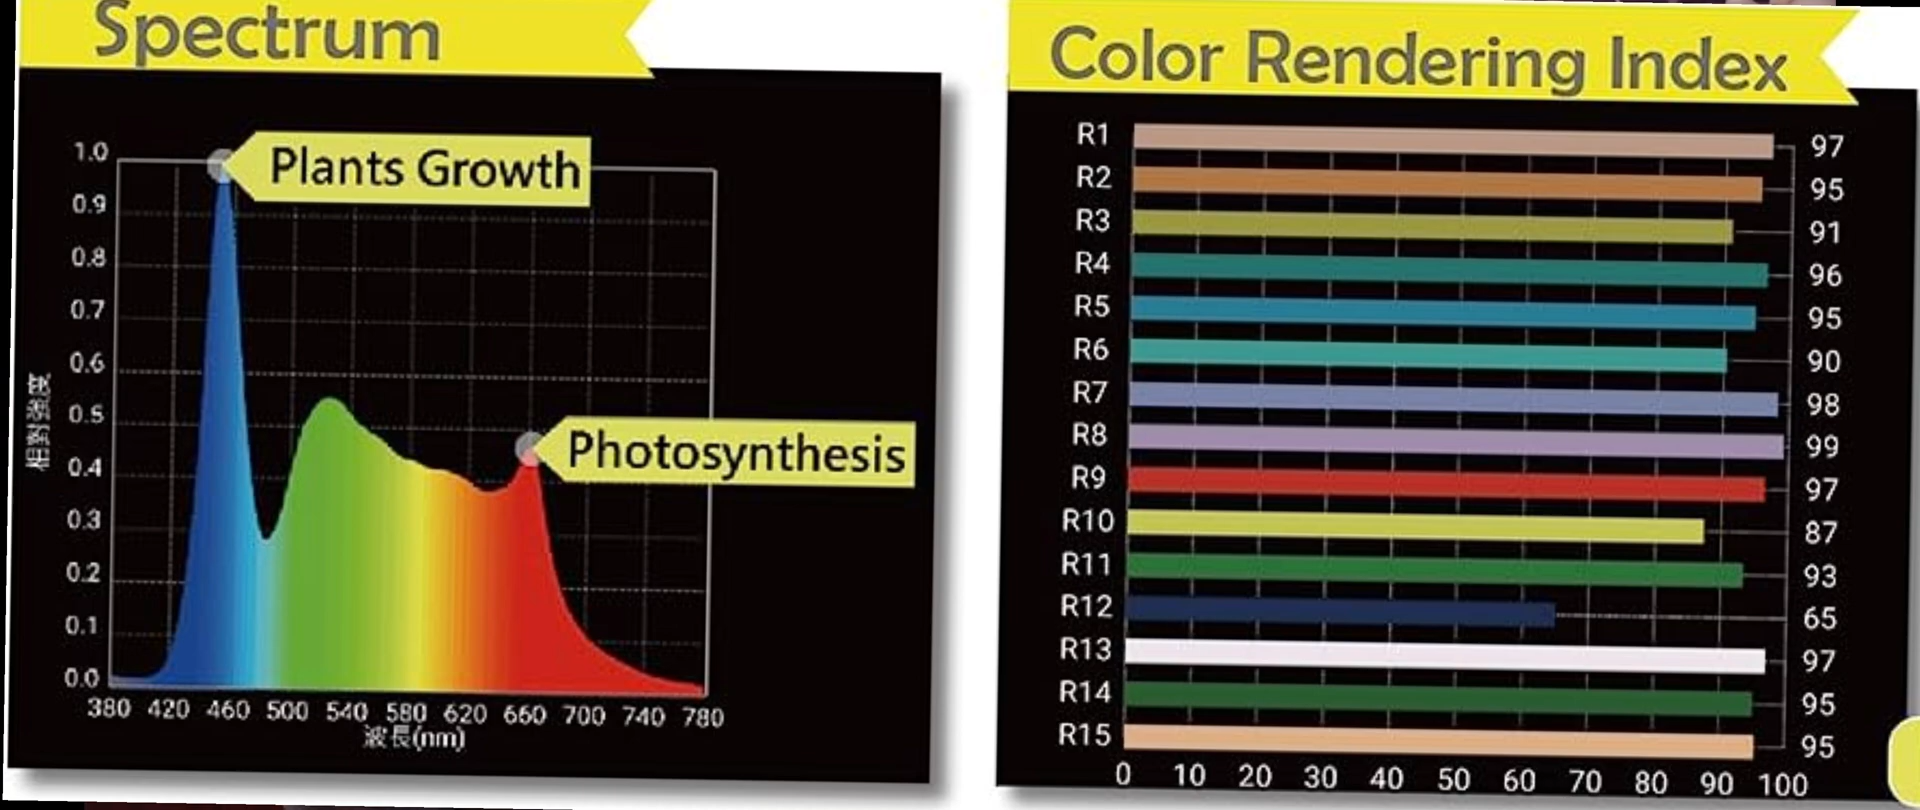 Spectrum
Plants Growth
Photosynthesis
1.0
0.9
0.8
0.7
0.6
0.5
0.4
0.3
0.2
0.1
0.0
相對強度
380 420 460 500 540 580 620 660 700 740 780
波長(nm)
Color Rendering Index
R1 97
R2 95
R3 91
R4 96
R5 95
R6 90
R7 98
R8 99
R9 97
R10 87
R11 93
R12 65
R13 97
R14 95
R15 95
0 10 20 30 40 50 60 70 80 90 100